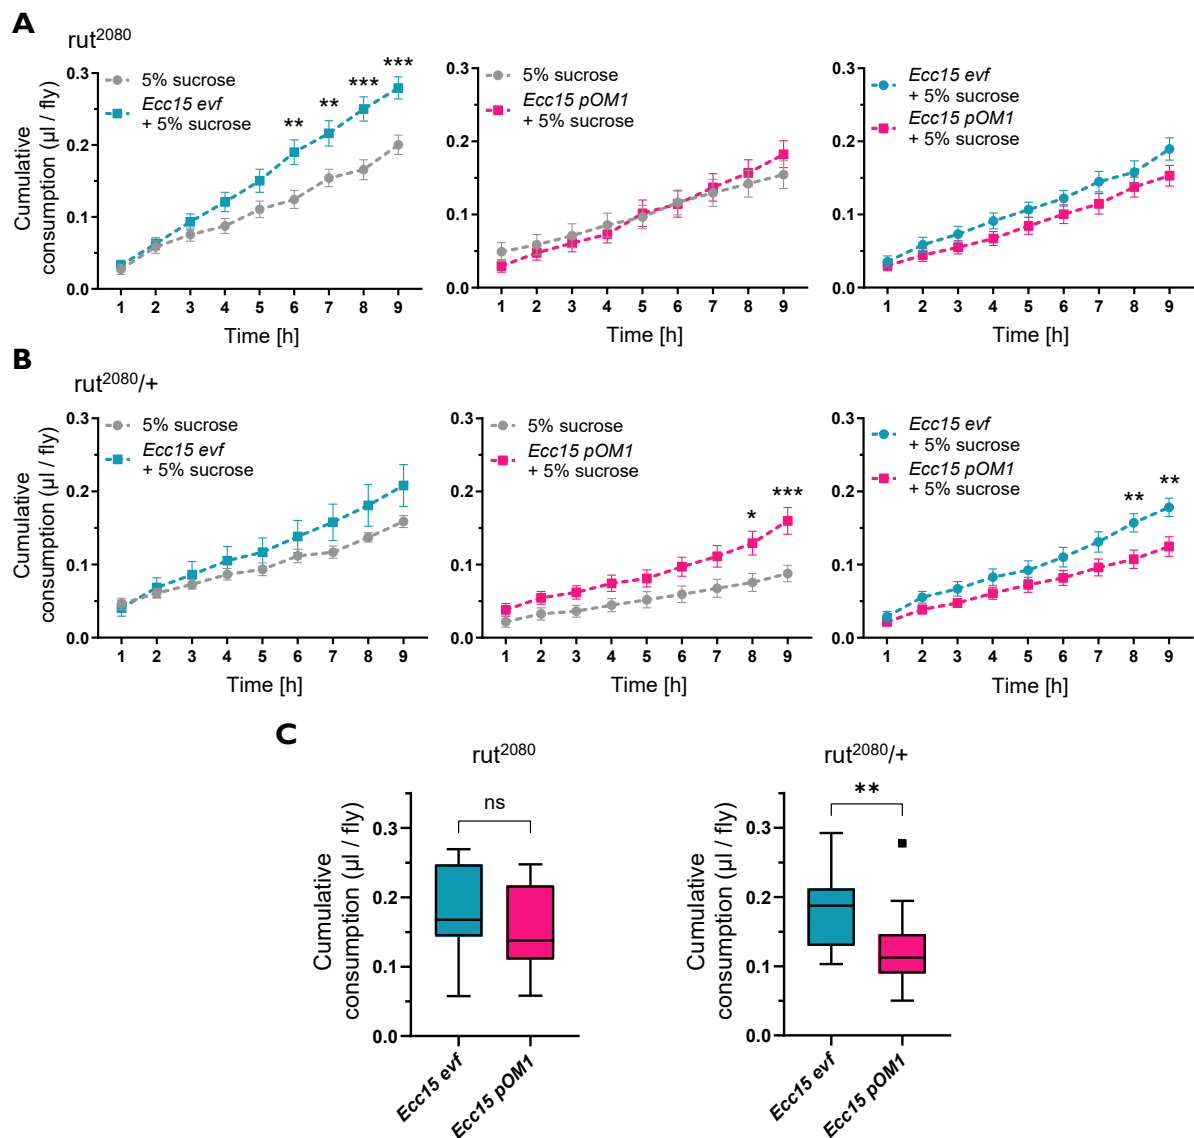 A
rut2080
Cumulative
consumption (µl / fly)
0.3
0.2
0.1
0.0
5% sucrose
Ecc15 evf
+ 5% sucrose
**
**
***
***
1 2 3 4 5 6 7 8 9
Time [h]
0.3
0.2
0.1
0.0
5% sucrose
Ecc15 pOM1
+ 5% sucrose
1 2 3 4 5 6 7 8 9
Time [h]
0.3
0.2
0.1
0.0
Ecc15 evf
+ 5% sucrose
Ecc15 pOM1
+ 5% sucrose
1 2 3 4 5 6 7 8 9
Time [h]
B
rut2080/+
Cumulative
consumption (µl / fly)
0.3
0.2
0.1
0.0
5% sucrose
Ecc15 evf
+ 5% sucrose
1 2 3 4 5 6 7 8 9
Time [h]
0.3
0.2
0.1
0.0
5% sucrose
Ecc15 pOM1
+ 5% sucrose
*
***
1 2 3 4 5 6 7 8 9
Time [h]
0.3
0.2
0.1
0.0
Ecc15 evf
+ 5% sucrose
Ecc15 pOM1
+ 5% sucrose
**
**
1 2 3 4 5 6 7 8 9
Time [h]
C
rut2080
Cumulative
consumption (µl / fly)
0.3
0.2
0.1
0.0
ns
Ecc15 evf
Ecc15 pOM1
rut2080/+
Cumulative
consumption (µl / fly)
0.3
0.2
0.1
0.0
**
Ecc15 evf
Ecc15 pOM1